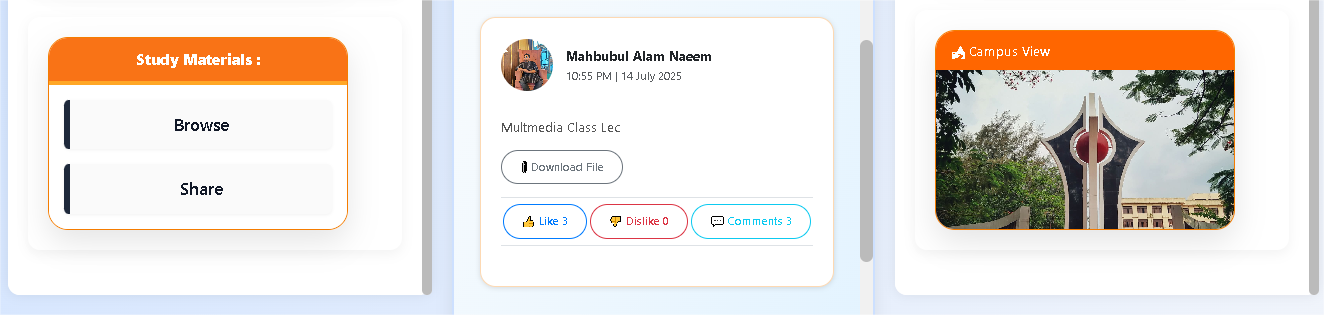 Study Materials :
Browse
Share
Mahbubul Alam Naeem
10:55 PM | 14 July 2025
Multmedia Class Lec
Download File
Like 3
Dislike 0
Comments 3
Campus View